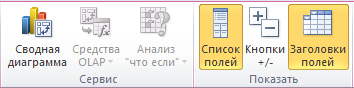 Сводная диаграмма
Средства OLAP
Анализ "что если"
Сервис
Список полей
Кнопки +/-
Заголовки полей
Показать